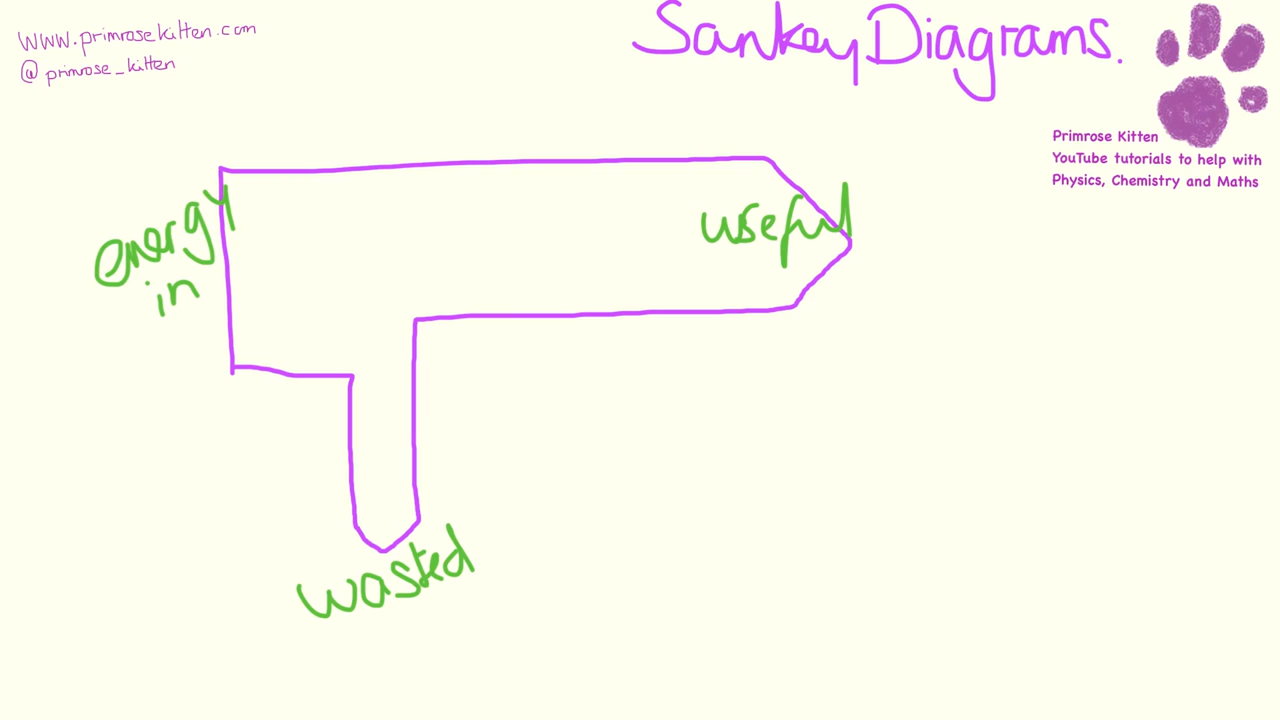 www.primrosekitten.com
@primrose_kitten
Sankey Diagrams.
Primrose Kitten
YouTube tutorials to help with
Physics, Chemistry and Maths
energy
in
useful
wasted